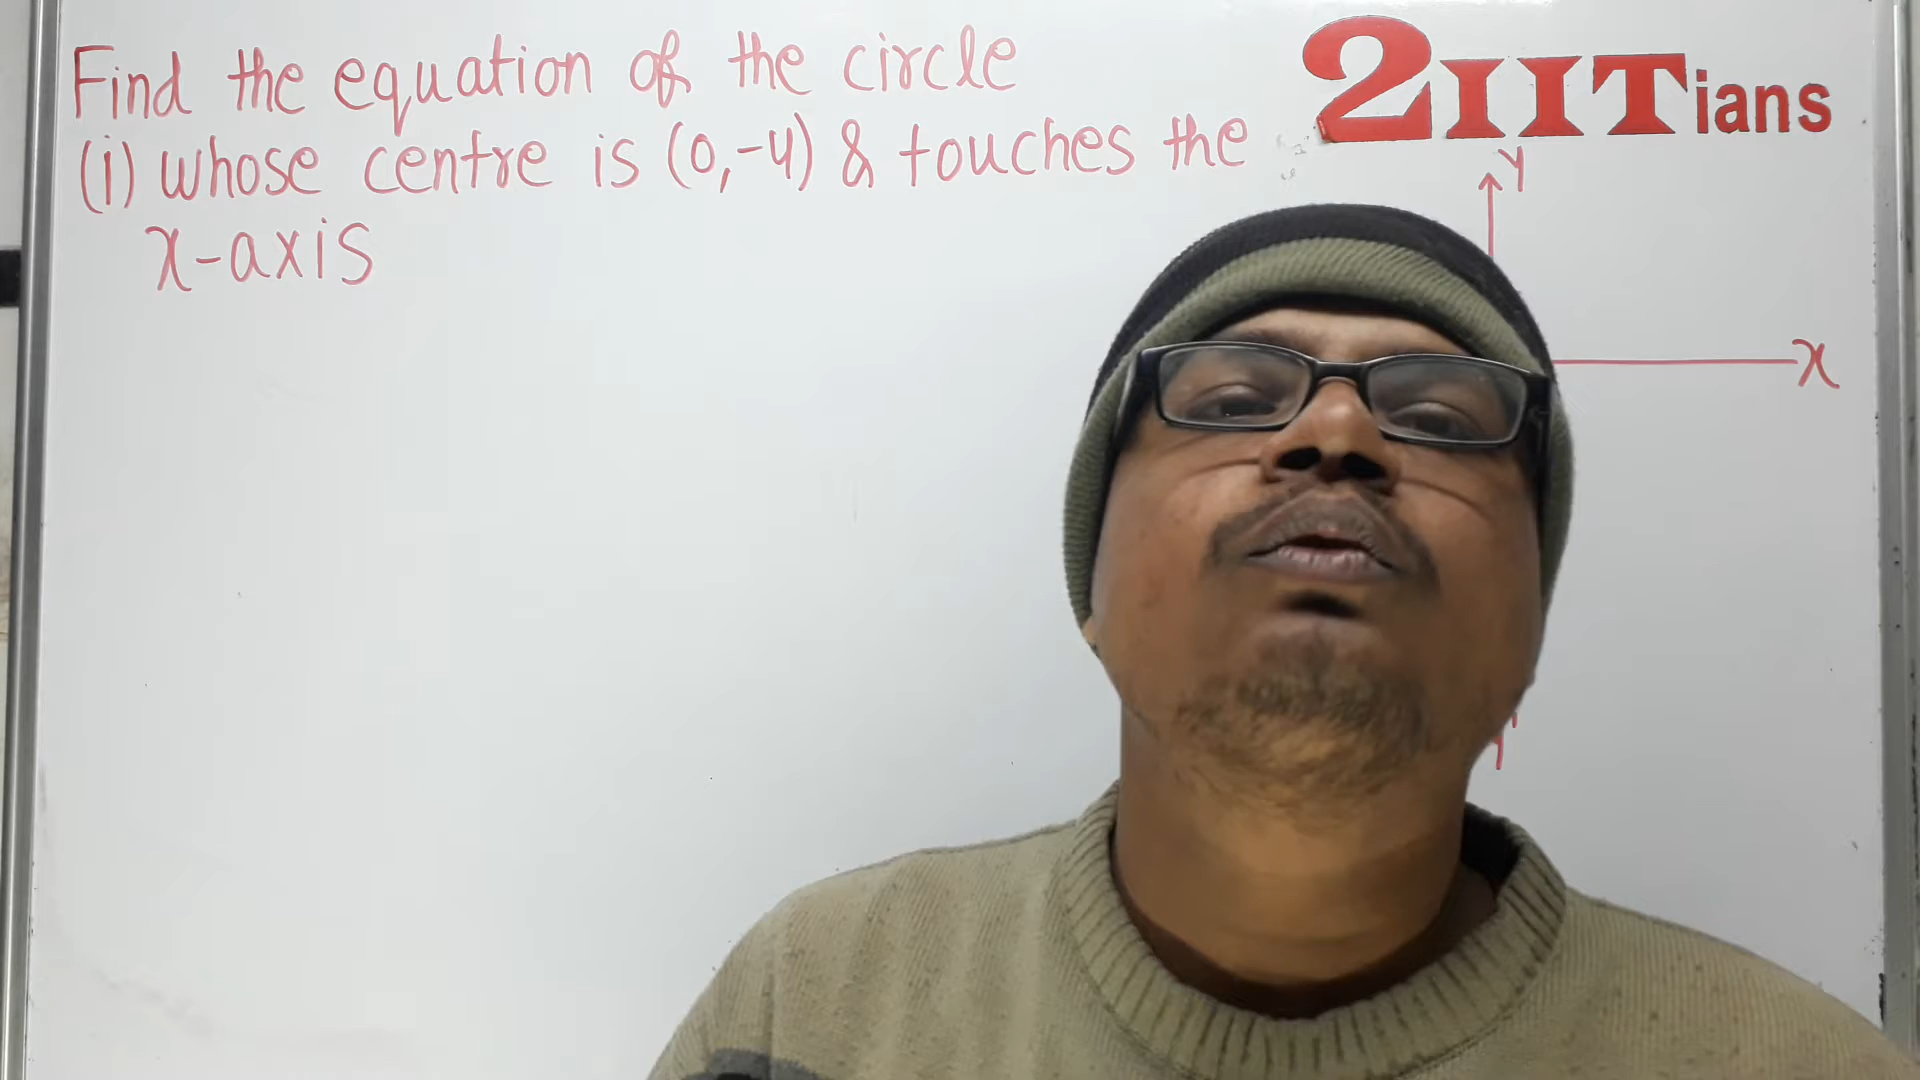 Find the equation of the circle
(i) whose centre is (0,-4) & touches the
x-axis
2IITians
y
x
y'